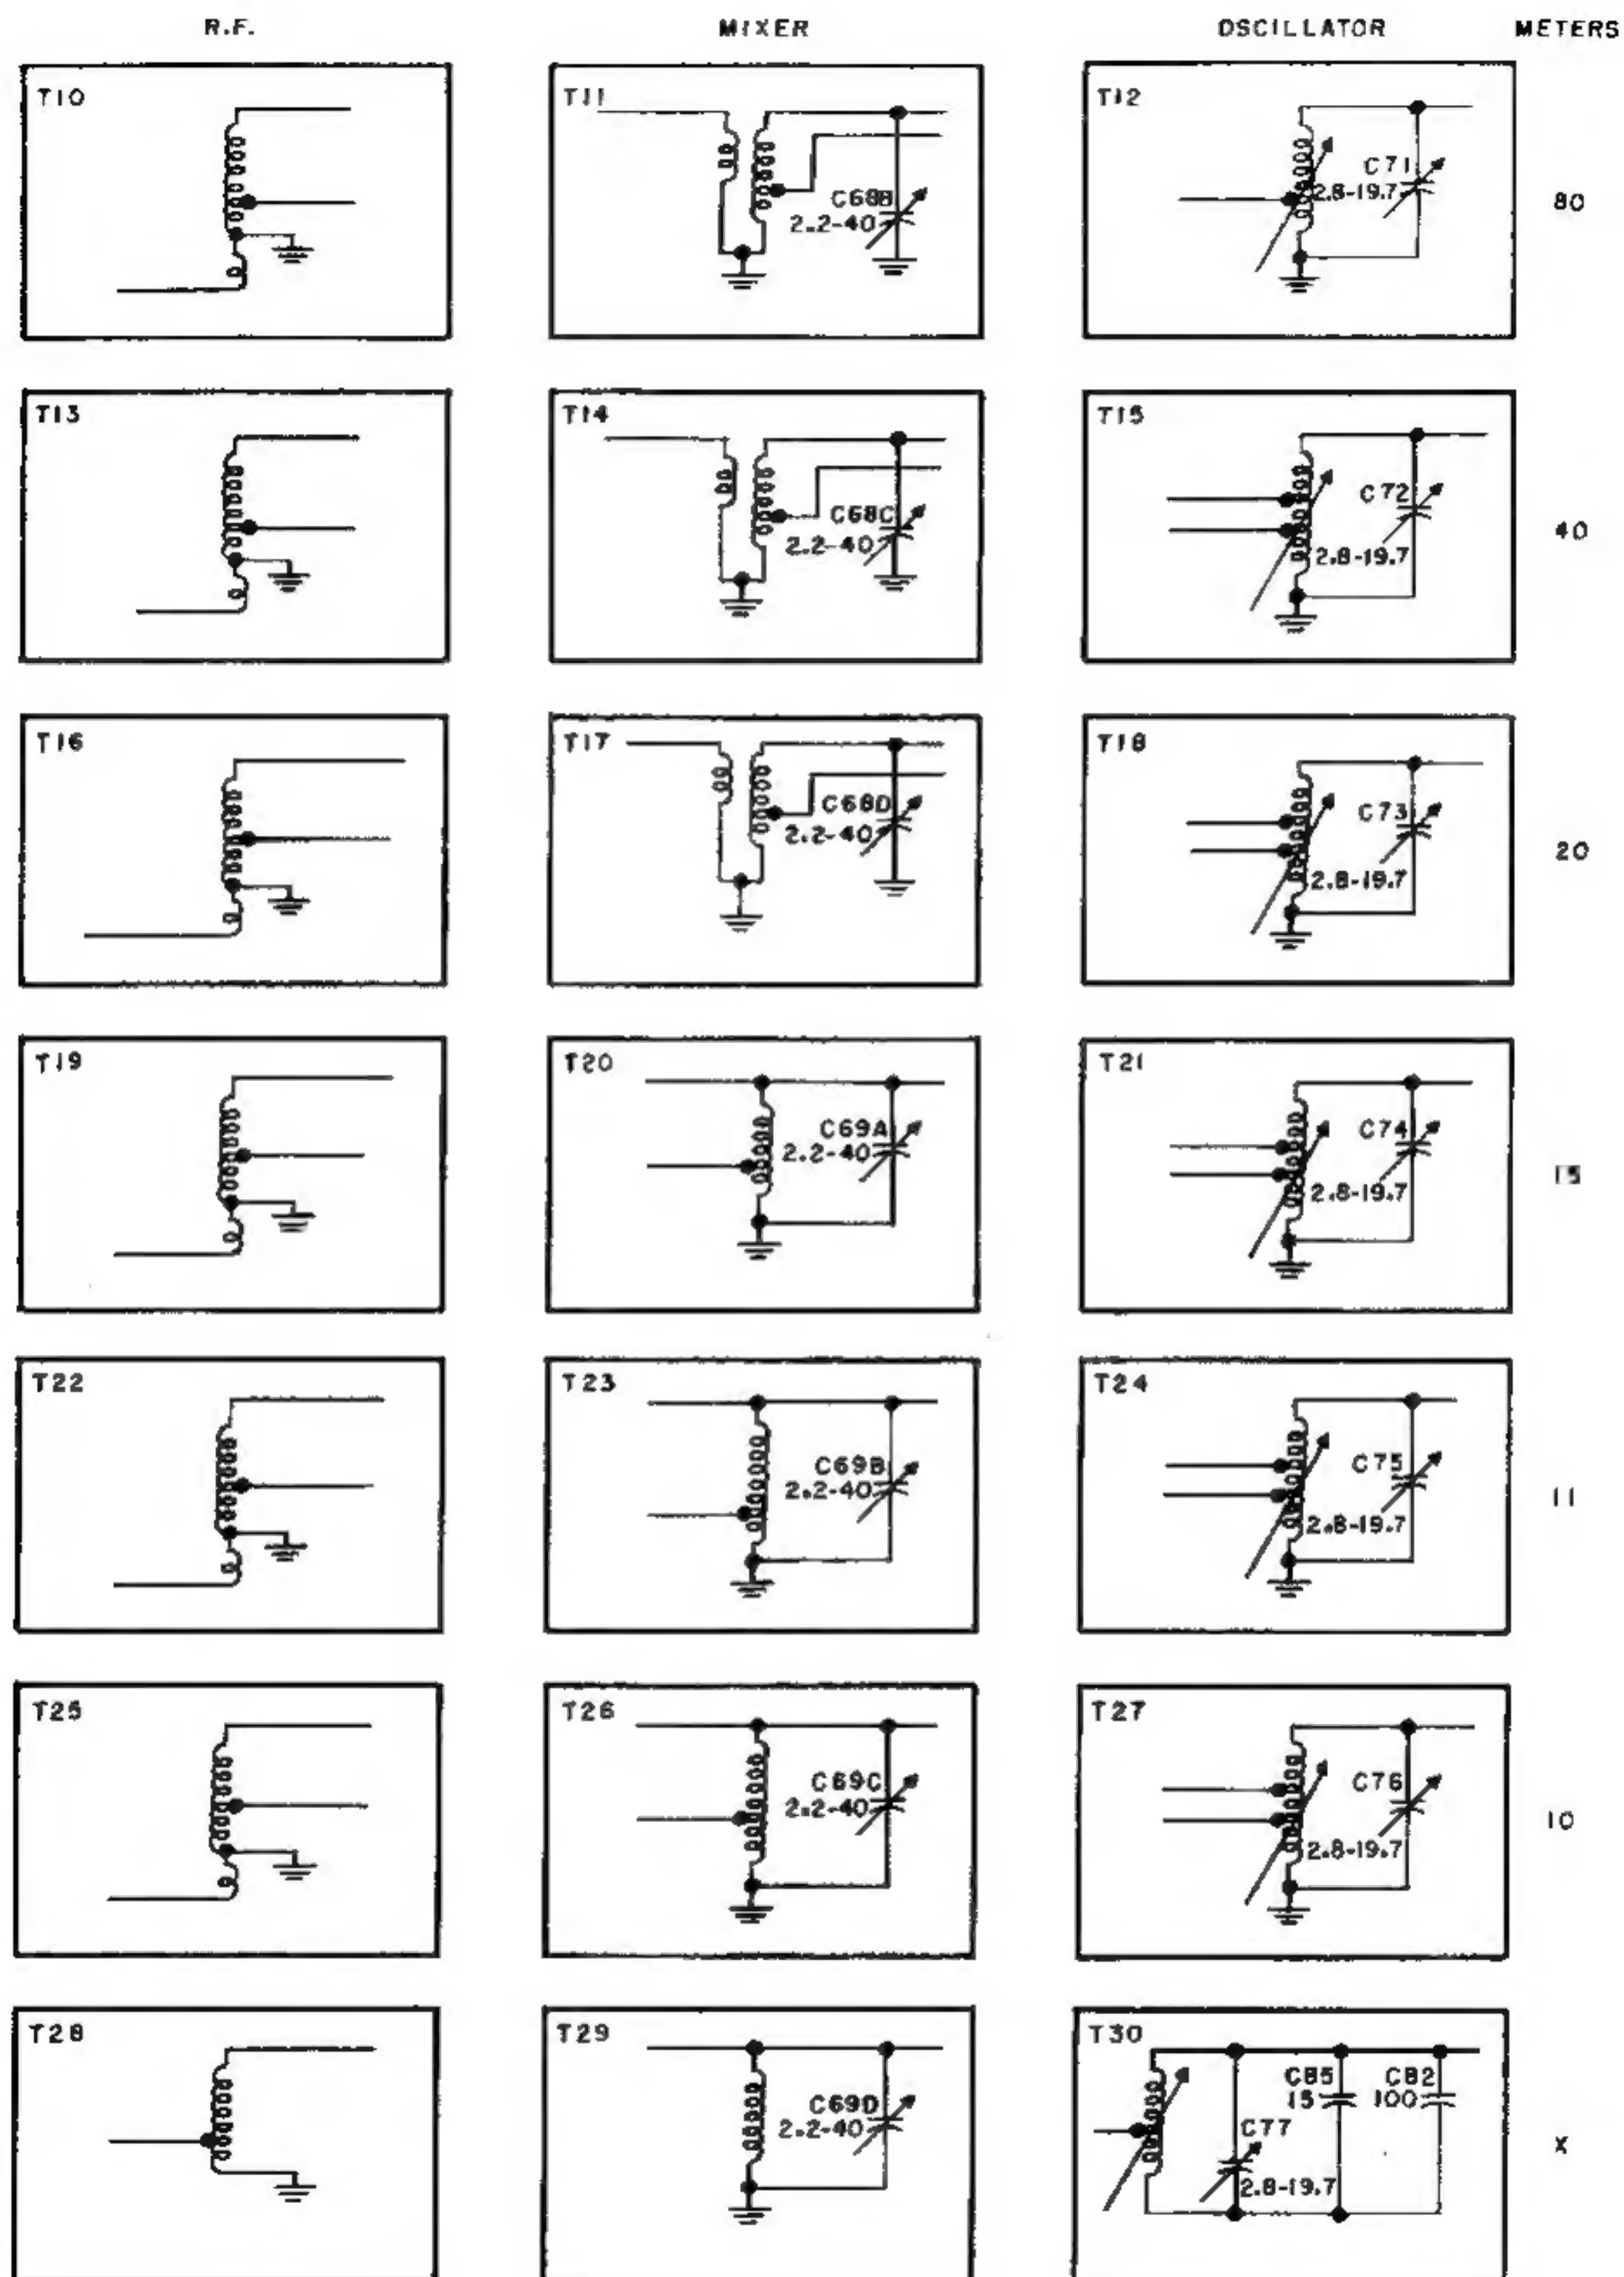 R.F. MIXER OSCILLATOR METERS
T10 T11 T12
C68B
2.2-40
C71
2.8-19.7
80
T13 T14 T15
C68C
2.2-40
C72
2.8-19.7
40
T16 T17 T18
C68D
2.2-40
C73
2.8-19.7
20
T19 T20 T21
C69A
2.2-40
C74
2.8-19.7
15
T22 T23 T24
C69B
2.2-40
C75
2.8-19.7
11
T25 T26 T27
C69C
2.2-40
C76
2.8-19.7
10
T28 T29 T30
C69D
2.2-40
C85 C82
15 100
C77
2.8-19.7
X